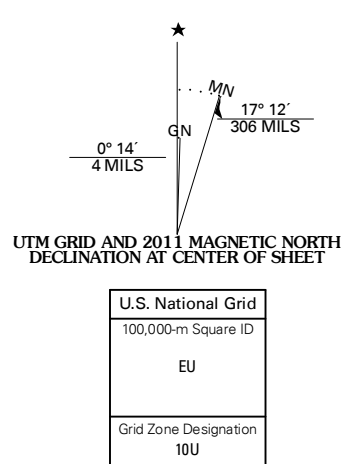 ★
MN
GN
17° 12´
306 MILS
0° 14´
4 MILS
UTM GRID AND 2011 MAGNETIC NORTH
DECLINATION AT CENTER OF SHEET
U.S. National Grid
100,000-m Square ID
EU
Grid Zone Designation
10U